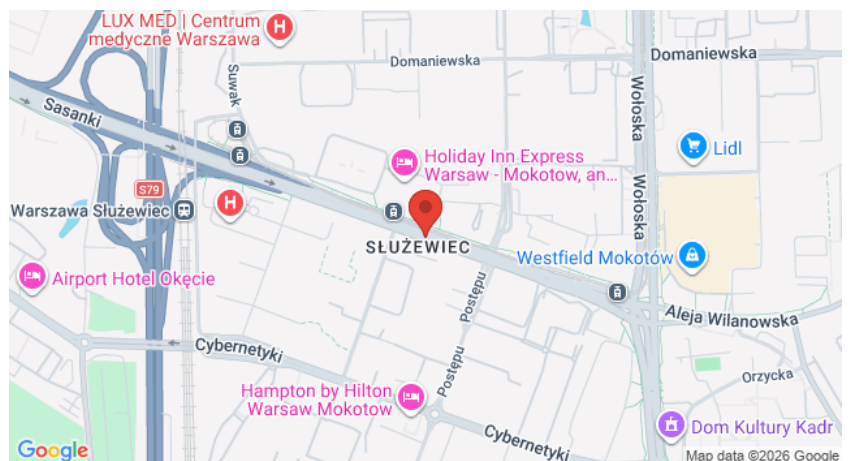 LUX MED | Centrum
medyczne Warszawa
H
Domaniewska
Domaniewska
Suwak
Sasanki
Wołoska
Wołoska
Lidl
Holiday Inn Express
Warsaw - Mokotow, an...
S79
H
Warszawa Służewiec
SŁUŻEWIEC
Westfield Mokotów
Airport Hotel Okęcie
Postępu
Aleja Wilanowska
Cybernetyki
Postępu
Orzycka
Hampton by Hilton
Warsaw Mokotow
Cybernetyki
Dom Kultury Kadr
Google
Map data ©2026 Google